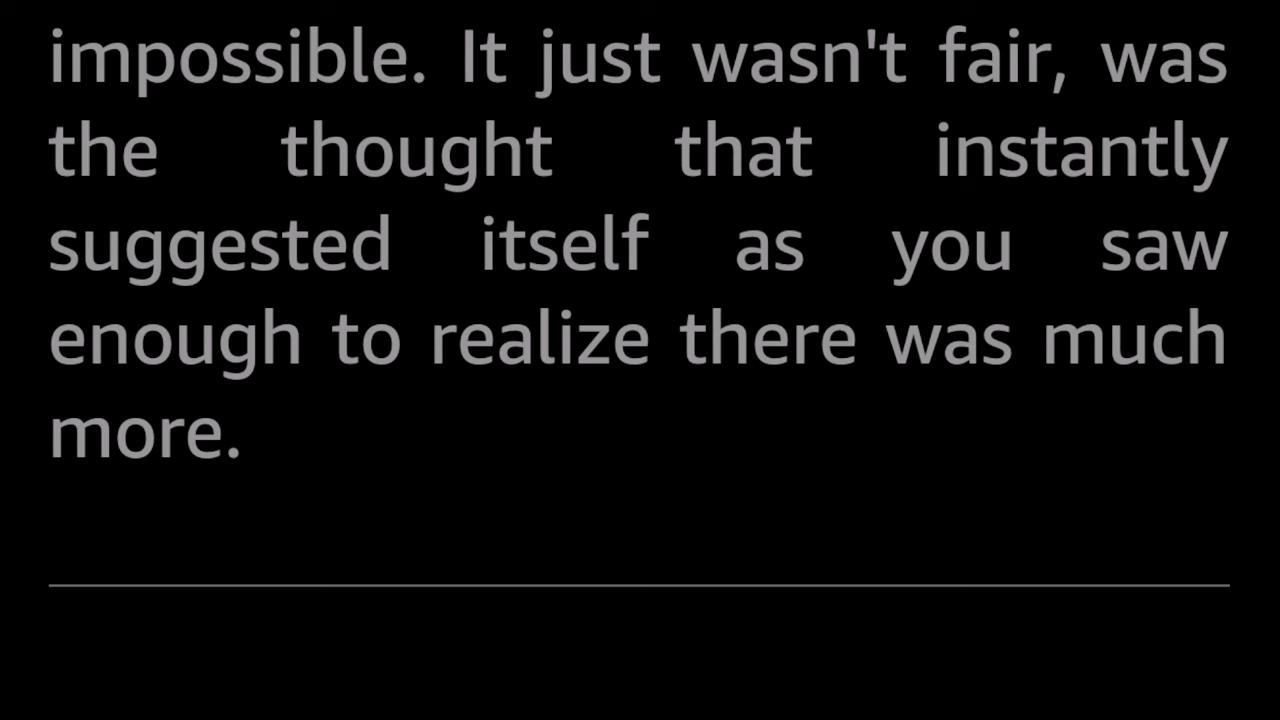 impossible. It just wasn't fair, was
the thought that instantly
suggested itself as you saw
enough to realize there was much
more.